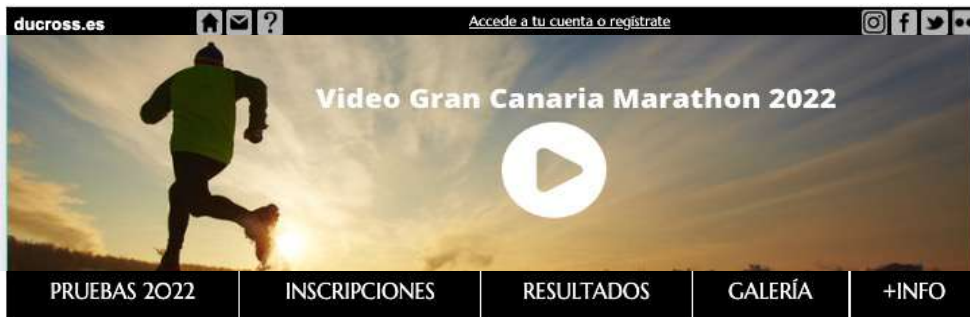 ducross.es ? Accede a tu cuenta o regístrate
Video Gran Canaria Marathon 2022
PRUEBAS 2022 INSCRIPCIONES RESULTADOS GALERÍA +INFO